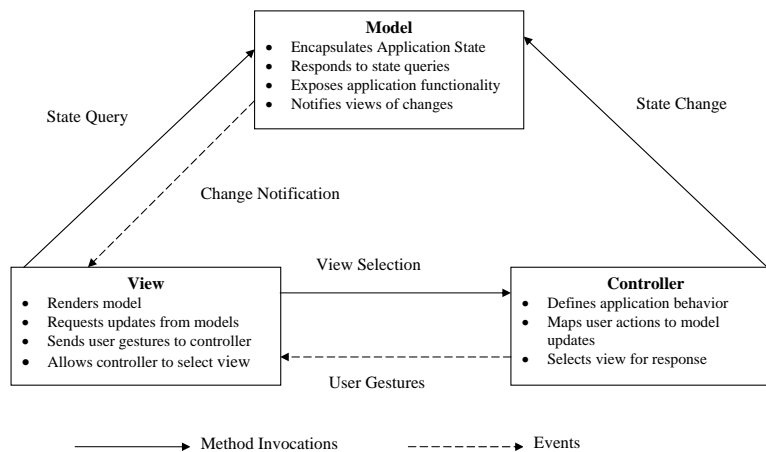 Model
• Encapsulates Application State
• Responds to state queries
• Exposes application functionality
• Notifies views of changes
State Query
State Change
Change Notification
View Selection
View
• Renders model
• Requests updates from models
• Sends user gestures to controller
• Allows controller to select view
Controller
• Defines application behavior
• Maps user actions to model
updates
• Selects view for response
User Gestures
Method Invocations
Events